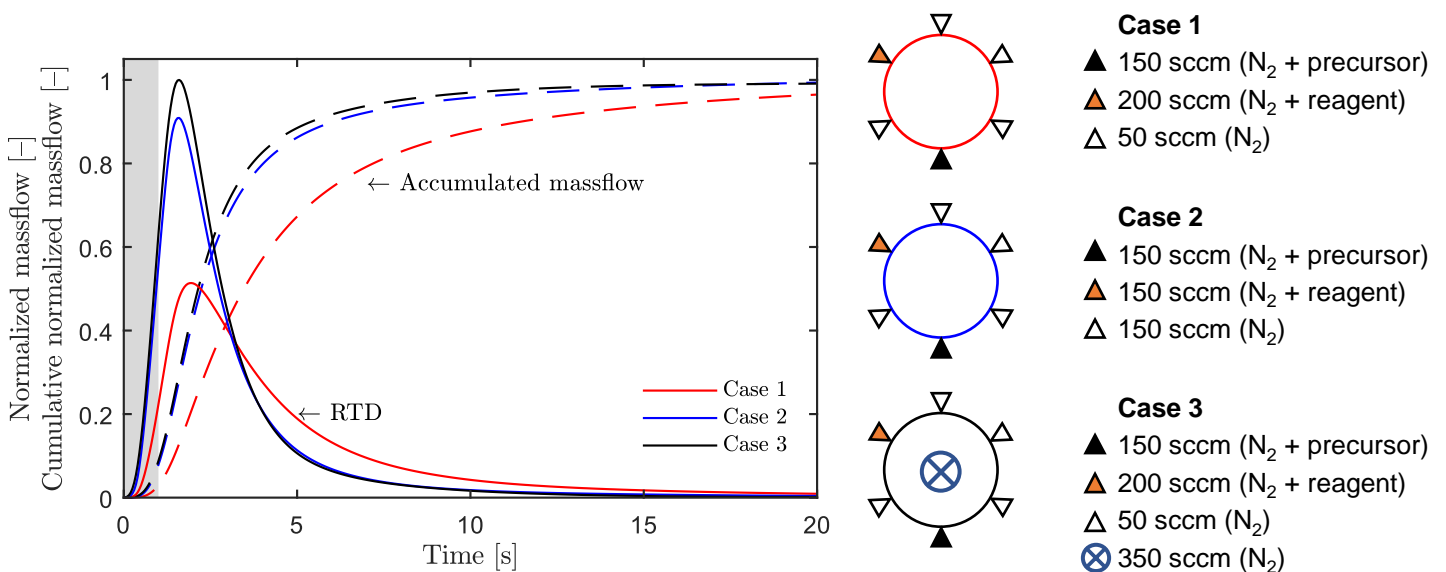 Normalized massflow [−]
Cumulative normalized massflow [−]
1
0.8
0.6
0.4
0.2
0
0
5
10
15
20
Time [s]
← Accumulated massflow
← RTD
Case 1
Case 2
Case 3
Case 1
150 sccm (N₂ + precursor)
200 sccm (N₂ + reagent)
50 sccm (N₂)
Case 2
150 sccm (N₂ + precursor)
150 sccm (N₂ + reagent)
150 sccm (N₂)
Case 3
150 sccm (N₂ + precursor)
200 sccm (N₂ + reagent)
50 sccm (N₂)
350 sccm (N₂)